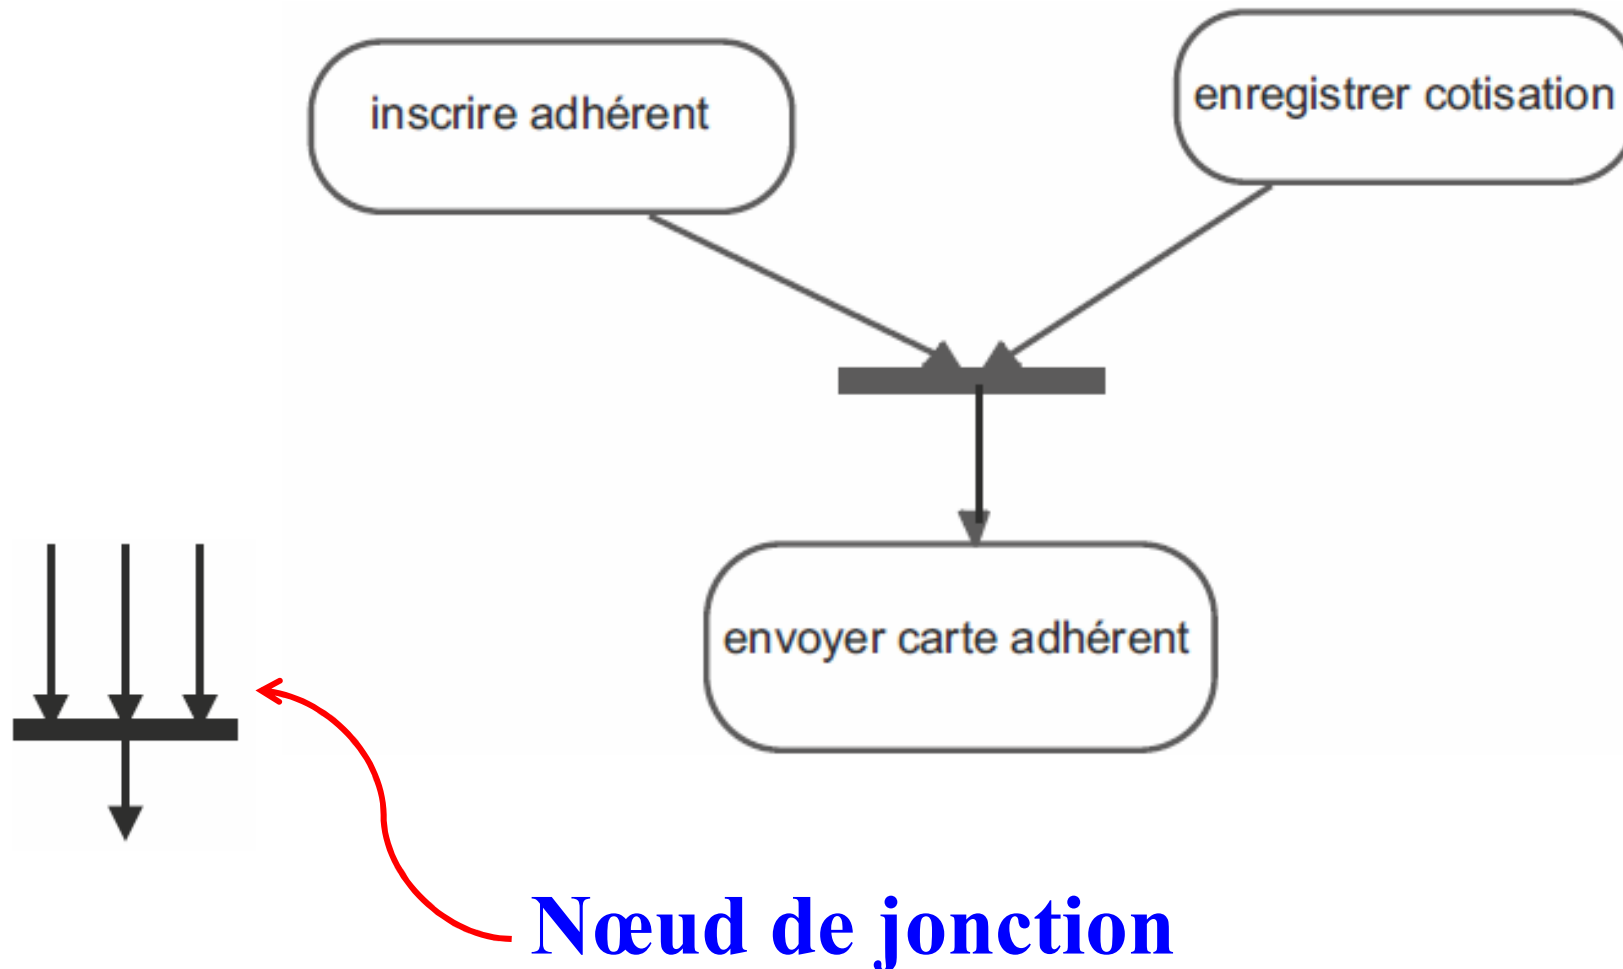 inscrire adhérent
enregistrer cotisation
envoyer carte adhérent
Nœud de jonction